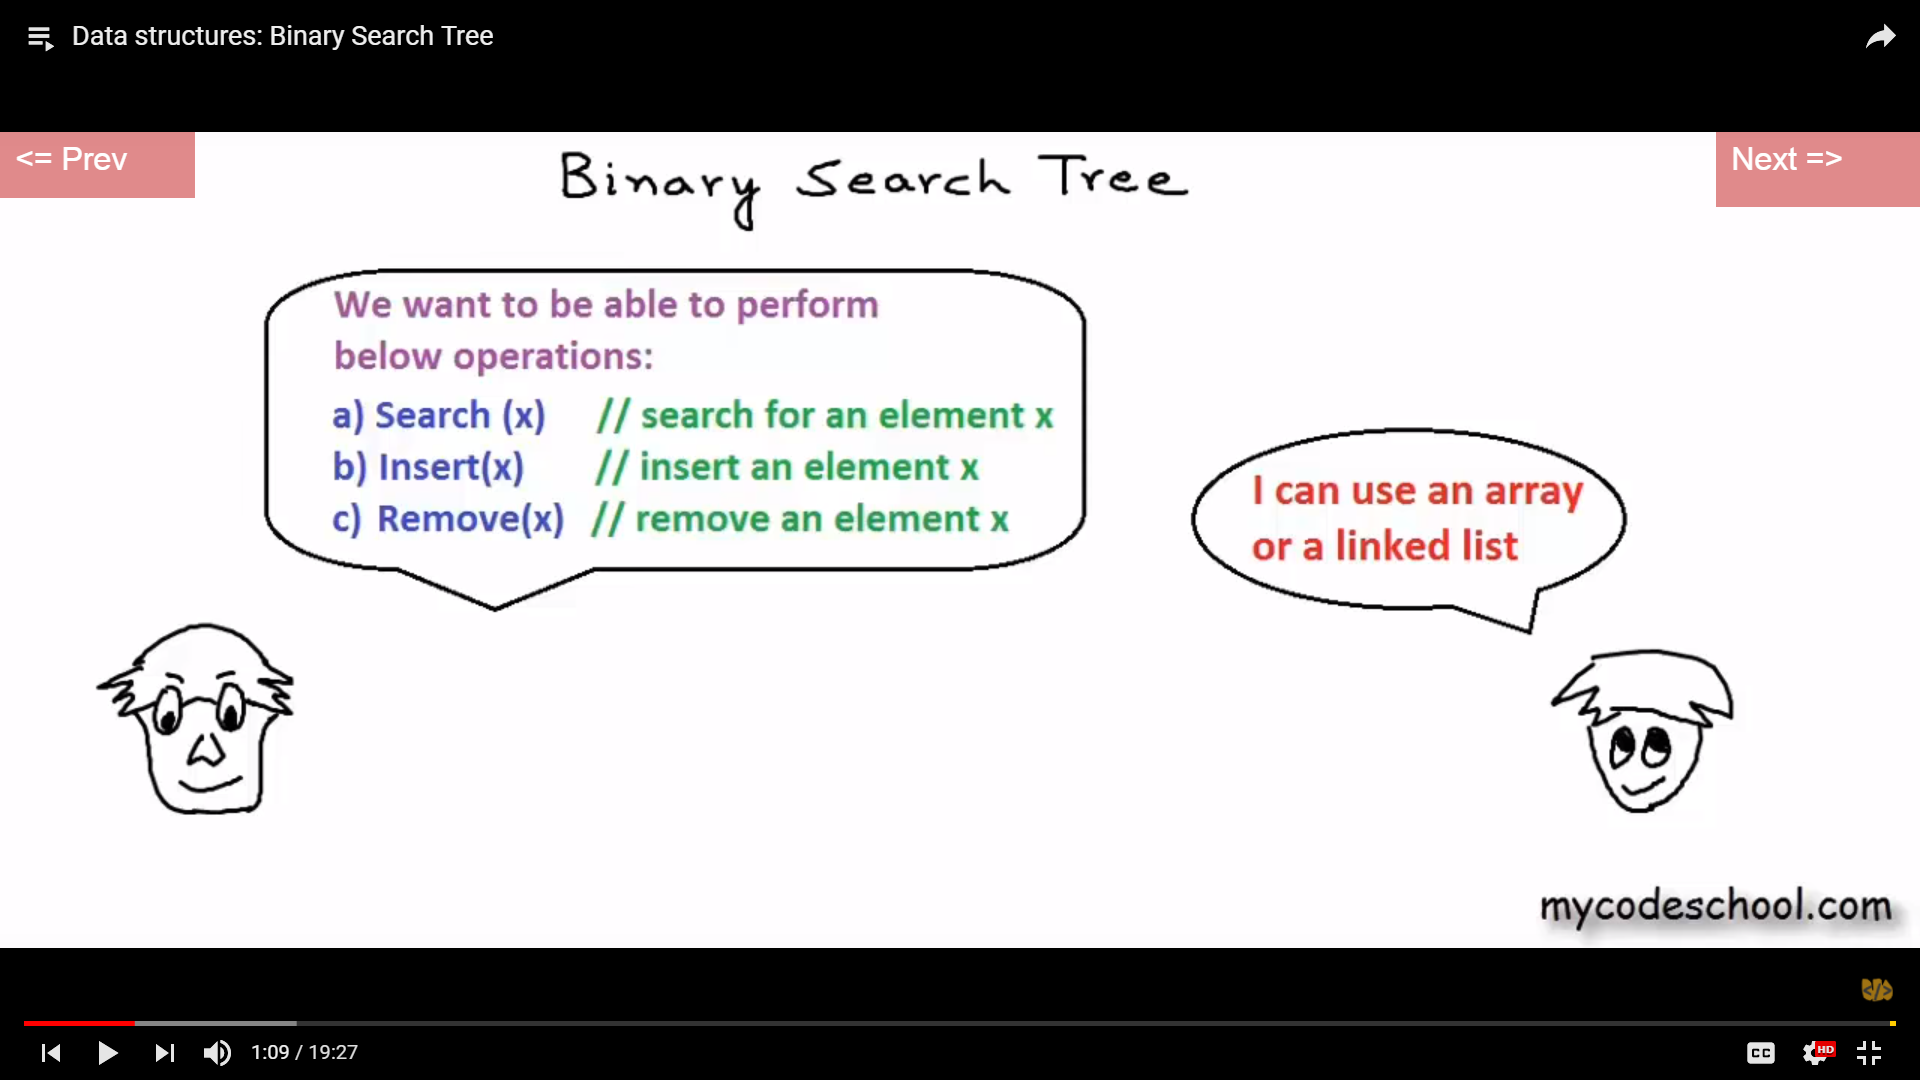 Data structures: Binary Search Tree
<= Prev
Next =>
Binary Search Tree
We want to be able to perform
below operations:
a) Search (x) // search for an element x
b) Insert(x) // insert an element x
c) Remove(x) // remove an element x
I can use an array
or a linked list
mycodeschool.com
</>
1:09 / 19:27
CC
HD